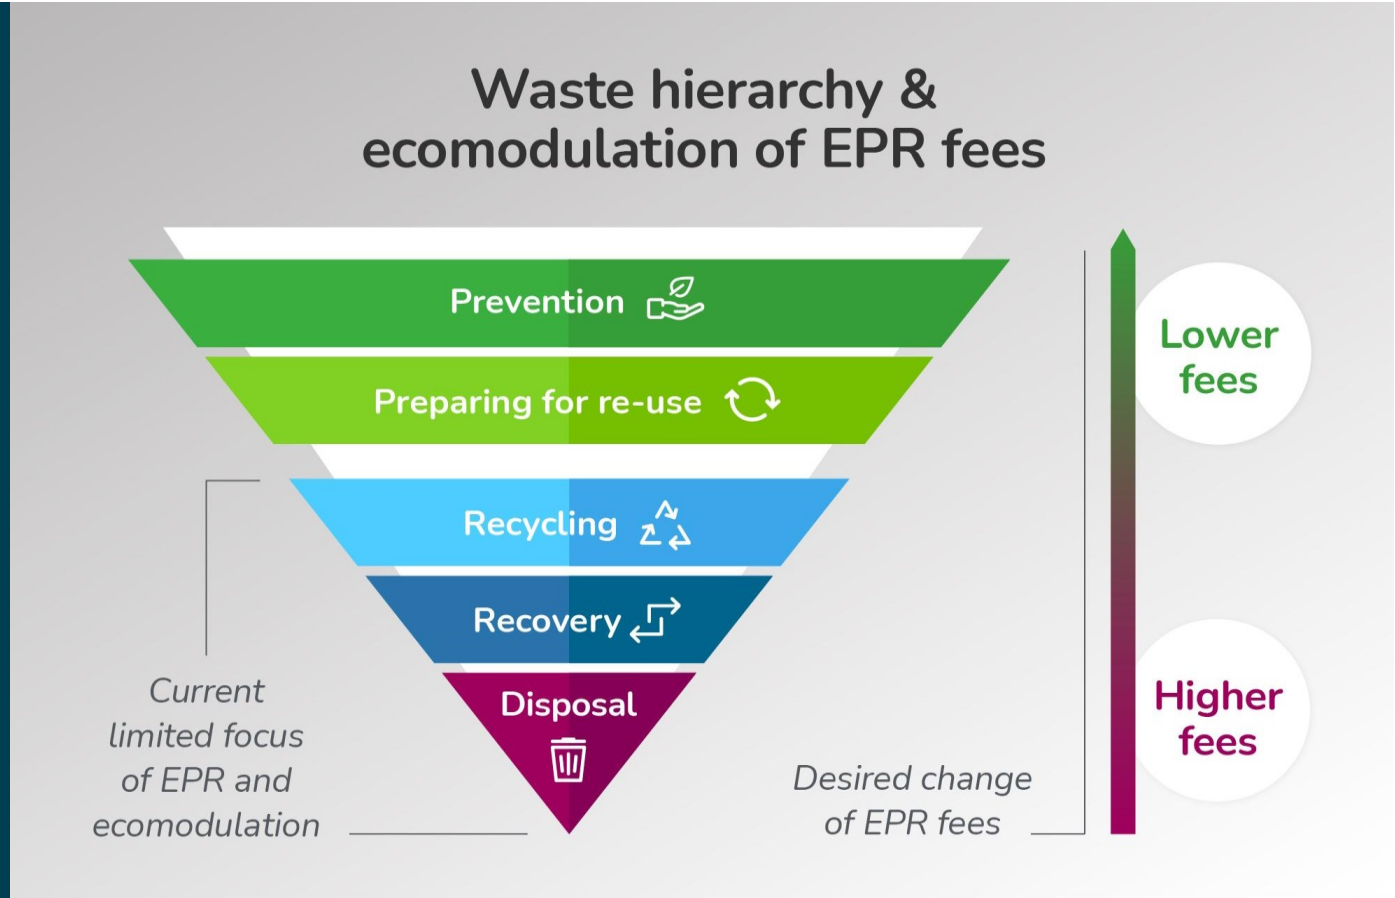 Waste hierarchy &
ecomodulation of EPR fees
Prevention
Preparing for re-use
Recycling
Recovery
Disposal
Current
limited focus
of EPR and
ecomodulation
Desired change
of EPR fees
Lower
fees
Higher
fees